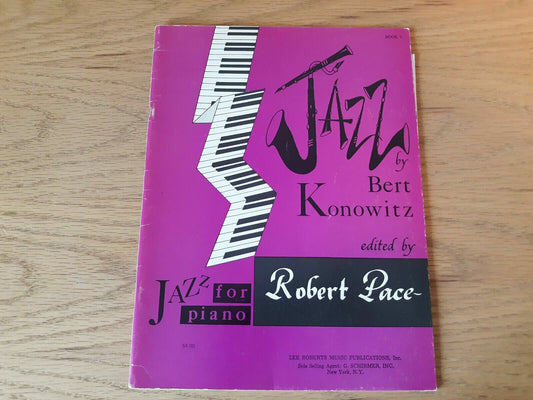 BOOK 1
JAZZ
by
Bert
Konowitz
edited by
Robert Pace
JAZZ for
piano
LEE ROBERTS MUSIC PUBLICATIONS, Inc.
Sole Selling Agent: G. SCHIRMER, INC.
New York, N.Y.